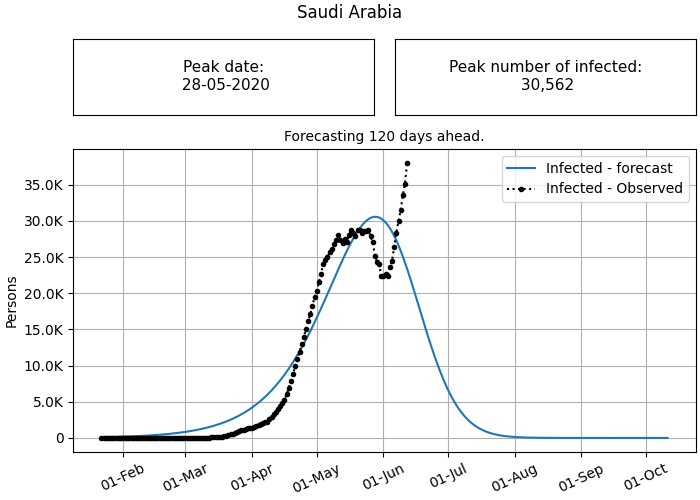 Saudi Arabia
Peak date:
28-05-2020
Peak number of infected:
30,562
Forecasting 120 days ahead.
Infected - forecast
Infected - Observed
35.0K
30.0K
25.0K
20.0K
15.0K
10.0K
5.0K
0
Persons
01-Feb
01-Mar
01-Apr
01-May
01-Jun
01-Jul
01-Aug
01-Sep
01-Oct